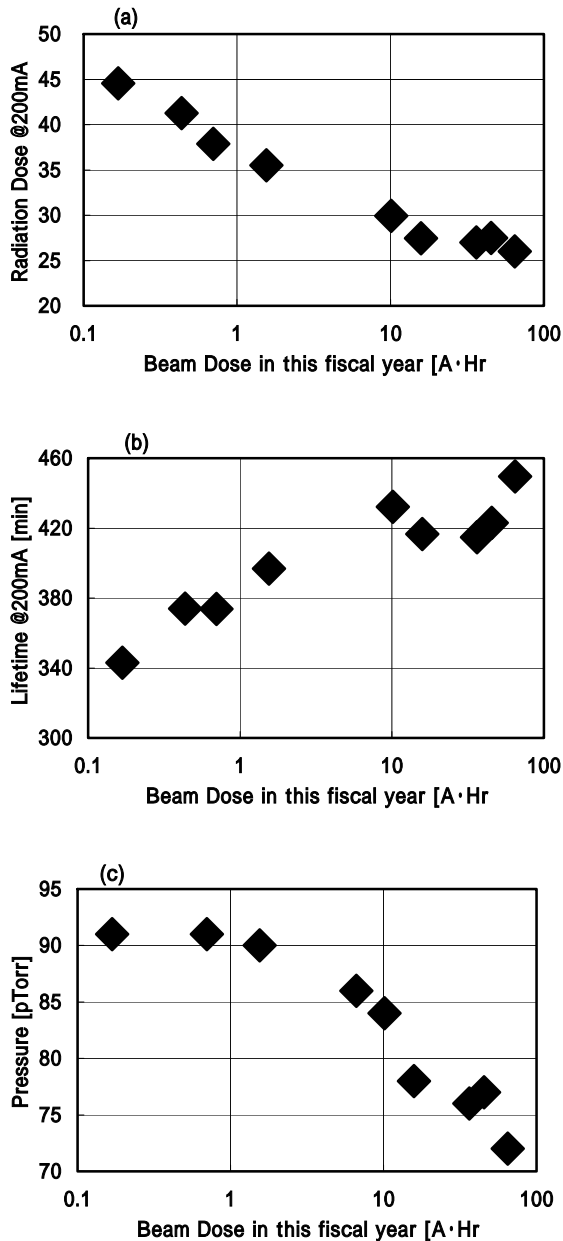 (a)
Radiation Dose @200mA
50
45
40
35
30
25
20
0.1 1 10 100
Beam Dose in this fiscal year [A·Hr
(b)
Lifetime @200mA [min]
460
420
380
340
300
0.1 1 10 100
Beam Dose in this fiscal year [A·Hr
(c)
Pressure [pTorr]
95
90
85
80
75
70
0.1 1 10 100
Beam Dose in this fiscal year [A·Hr